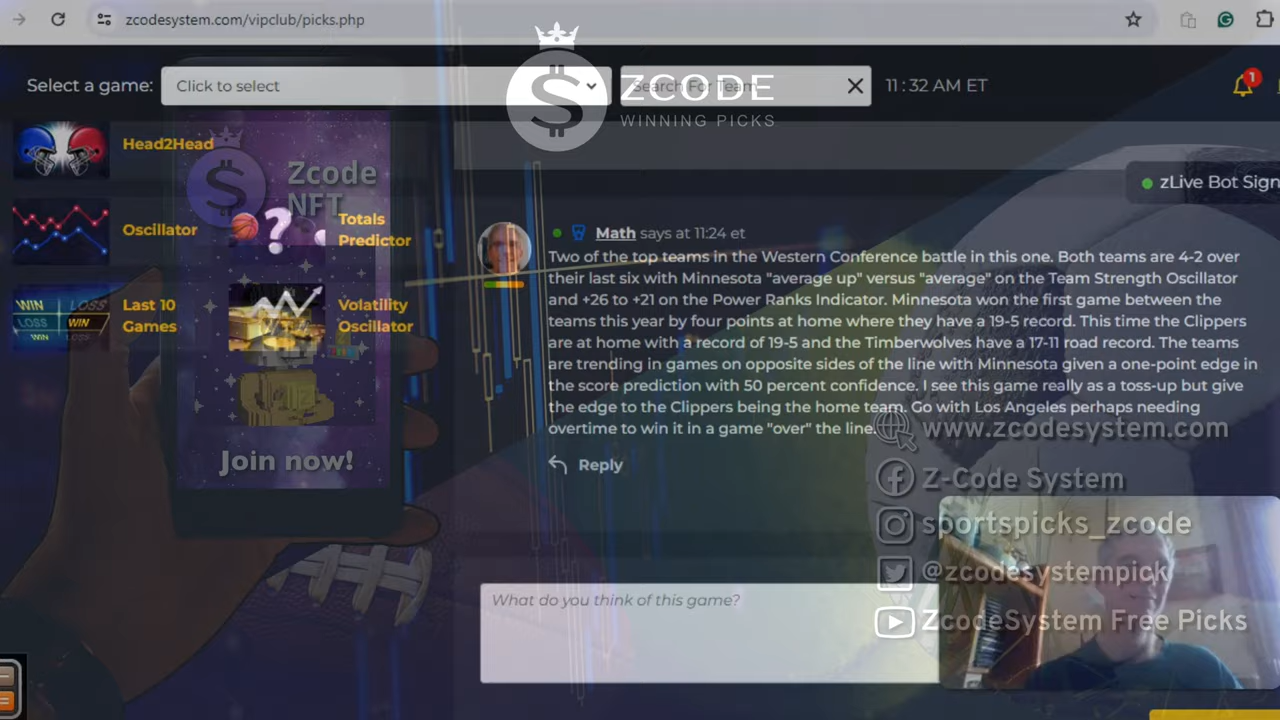 zcodesystem.com/vipclub/picks.php
Select a game:
Click to select
Search For Team
11:32 AM ET
1
ZCODE
WINNING PICKS
Head2Head
Oscillator
Last 10
Games
WIN
LOSS
LOSS
WIN
WIN
LOSS
Zcode
NFT
Totals
Predictor
Volatility
Oscillator
Join now!
zLive Bot Sign
Math says at 11:24 et
Two of the top teams in the Western Conference battle in this one. Both teams are 4-2 over
their last six with Minnesota "average up" versus "average" on the Team Strength Oscillator
and +26 to +21 on the Power Ranks Indicator. Minnesota won the first game between the
teams this year by four points at home where they have a 19-5 record. This time the Clippers
are at home with a record of 19-5 and the Timberwolves have a 17-11 road record. The teams
are trending in games on opposite sides of the line with Minnesota given a one-point edge in
the score prediction with 50 percent confidence. I see this game really as a toss-up but give
the edge to the Clippers being the home team. Go with Los Angeles perhaps needing
overtime to win it in a game "over" the line.
Reply
What do you think of this game?
www.zcodesystem.com
Z-Code System
sportspicks_zcode
@zcodesystempick
ZcodeSystem Free Picks